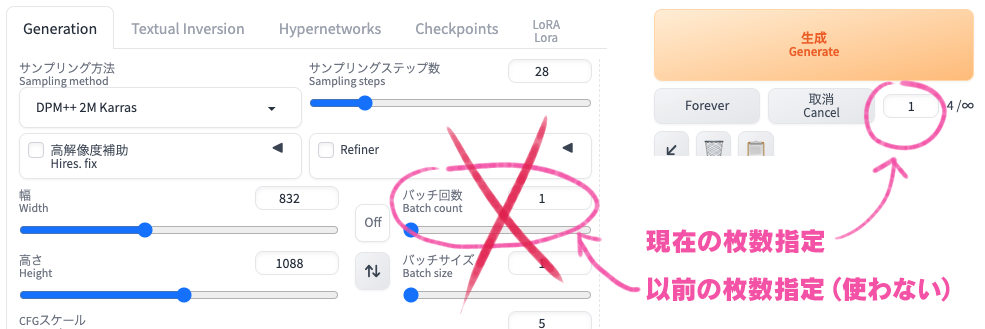 Generation
Textual Inversion
Hypernetworks
Checkpoints
LoRA
Lora
サンプリング方法
Sampling method
サンプリングステップ数
Sampling steps
28
DPM++ 2M Karras
高解像度補助
Hires. fix
Refiner
幅
Width
832
Off
バッチ回数
Batch count
1
高さ
Height
1088
バッチサイズ
Batch size
1
CFGスケール
5
生成
Generate
Forever
取消
Cancel
1
4 /∞
現在の枚数指定
以前の枚数指定（使わない）